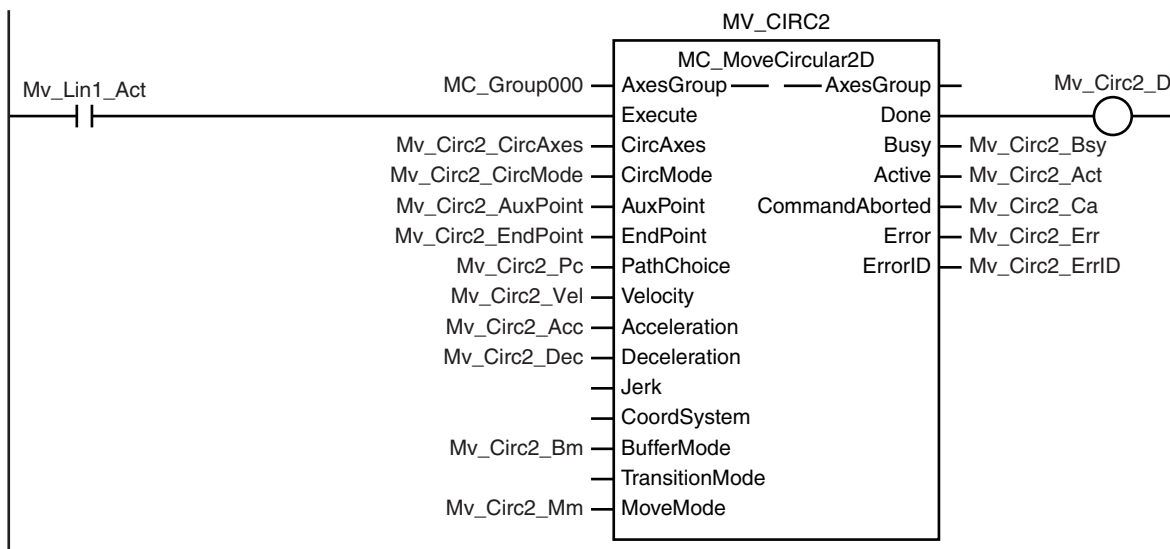 MV_CIRC2
MC_MoveCircular2D
Mv_Lin1_Act
MC_Group000 AxesGroup AxesGroup Mv_Circ2_D
Execute Done
Mv_Circ2_CircAxes CircAxes Busy Mv_Circ2_Bsy
Mv_Circ2_CircMode CircMode Active Mv_Circ2_Act
Mv_Circ2_AuxPoint AuxPoint CommandAborted Mv_Circ2_Ca
Mv_Circ2_EndPoint EndPoint Error Mv_Circ2_Err
Mv_Circ2_Pc PathChoice ErrorID Mv_Circ2_ErrID
Mv_Circ2_Vel Velocity
Mv_Circ2_Acc Acceleration
Mv_Circ2_Dec Deceleration
Jerk
CoordSystem
Mv_Circ2_Bm BufferMode
TransitionMode
Mv_Circ2_Mm MoveMode